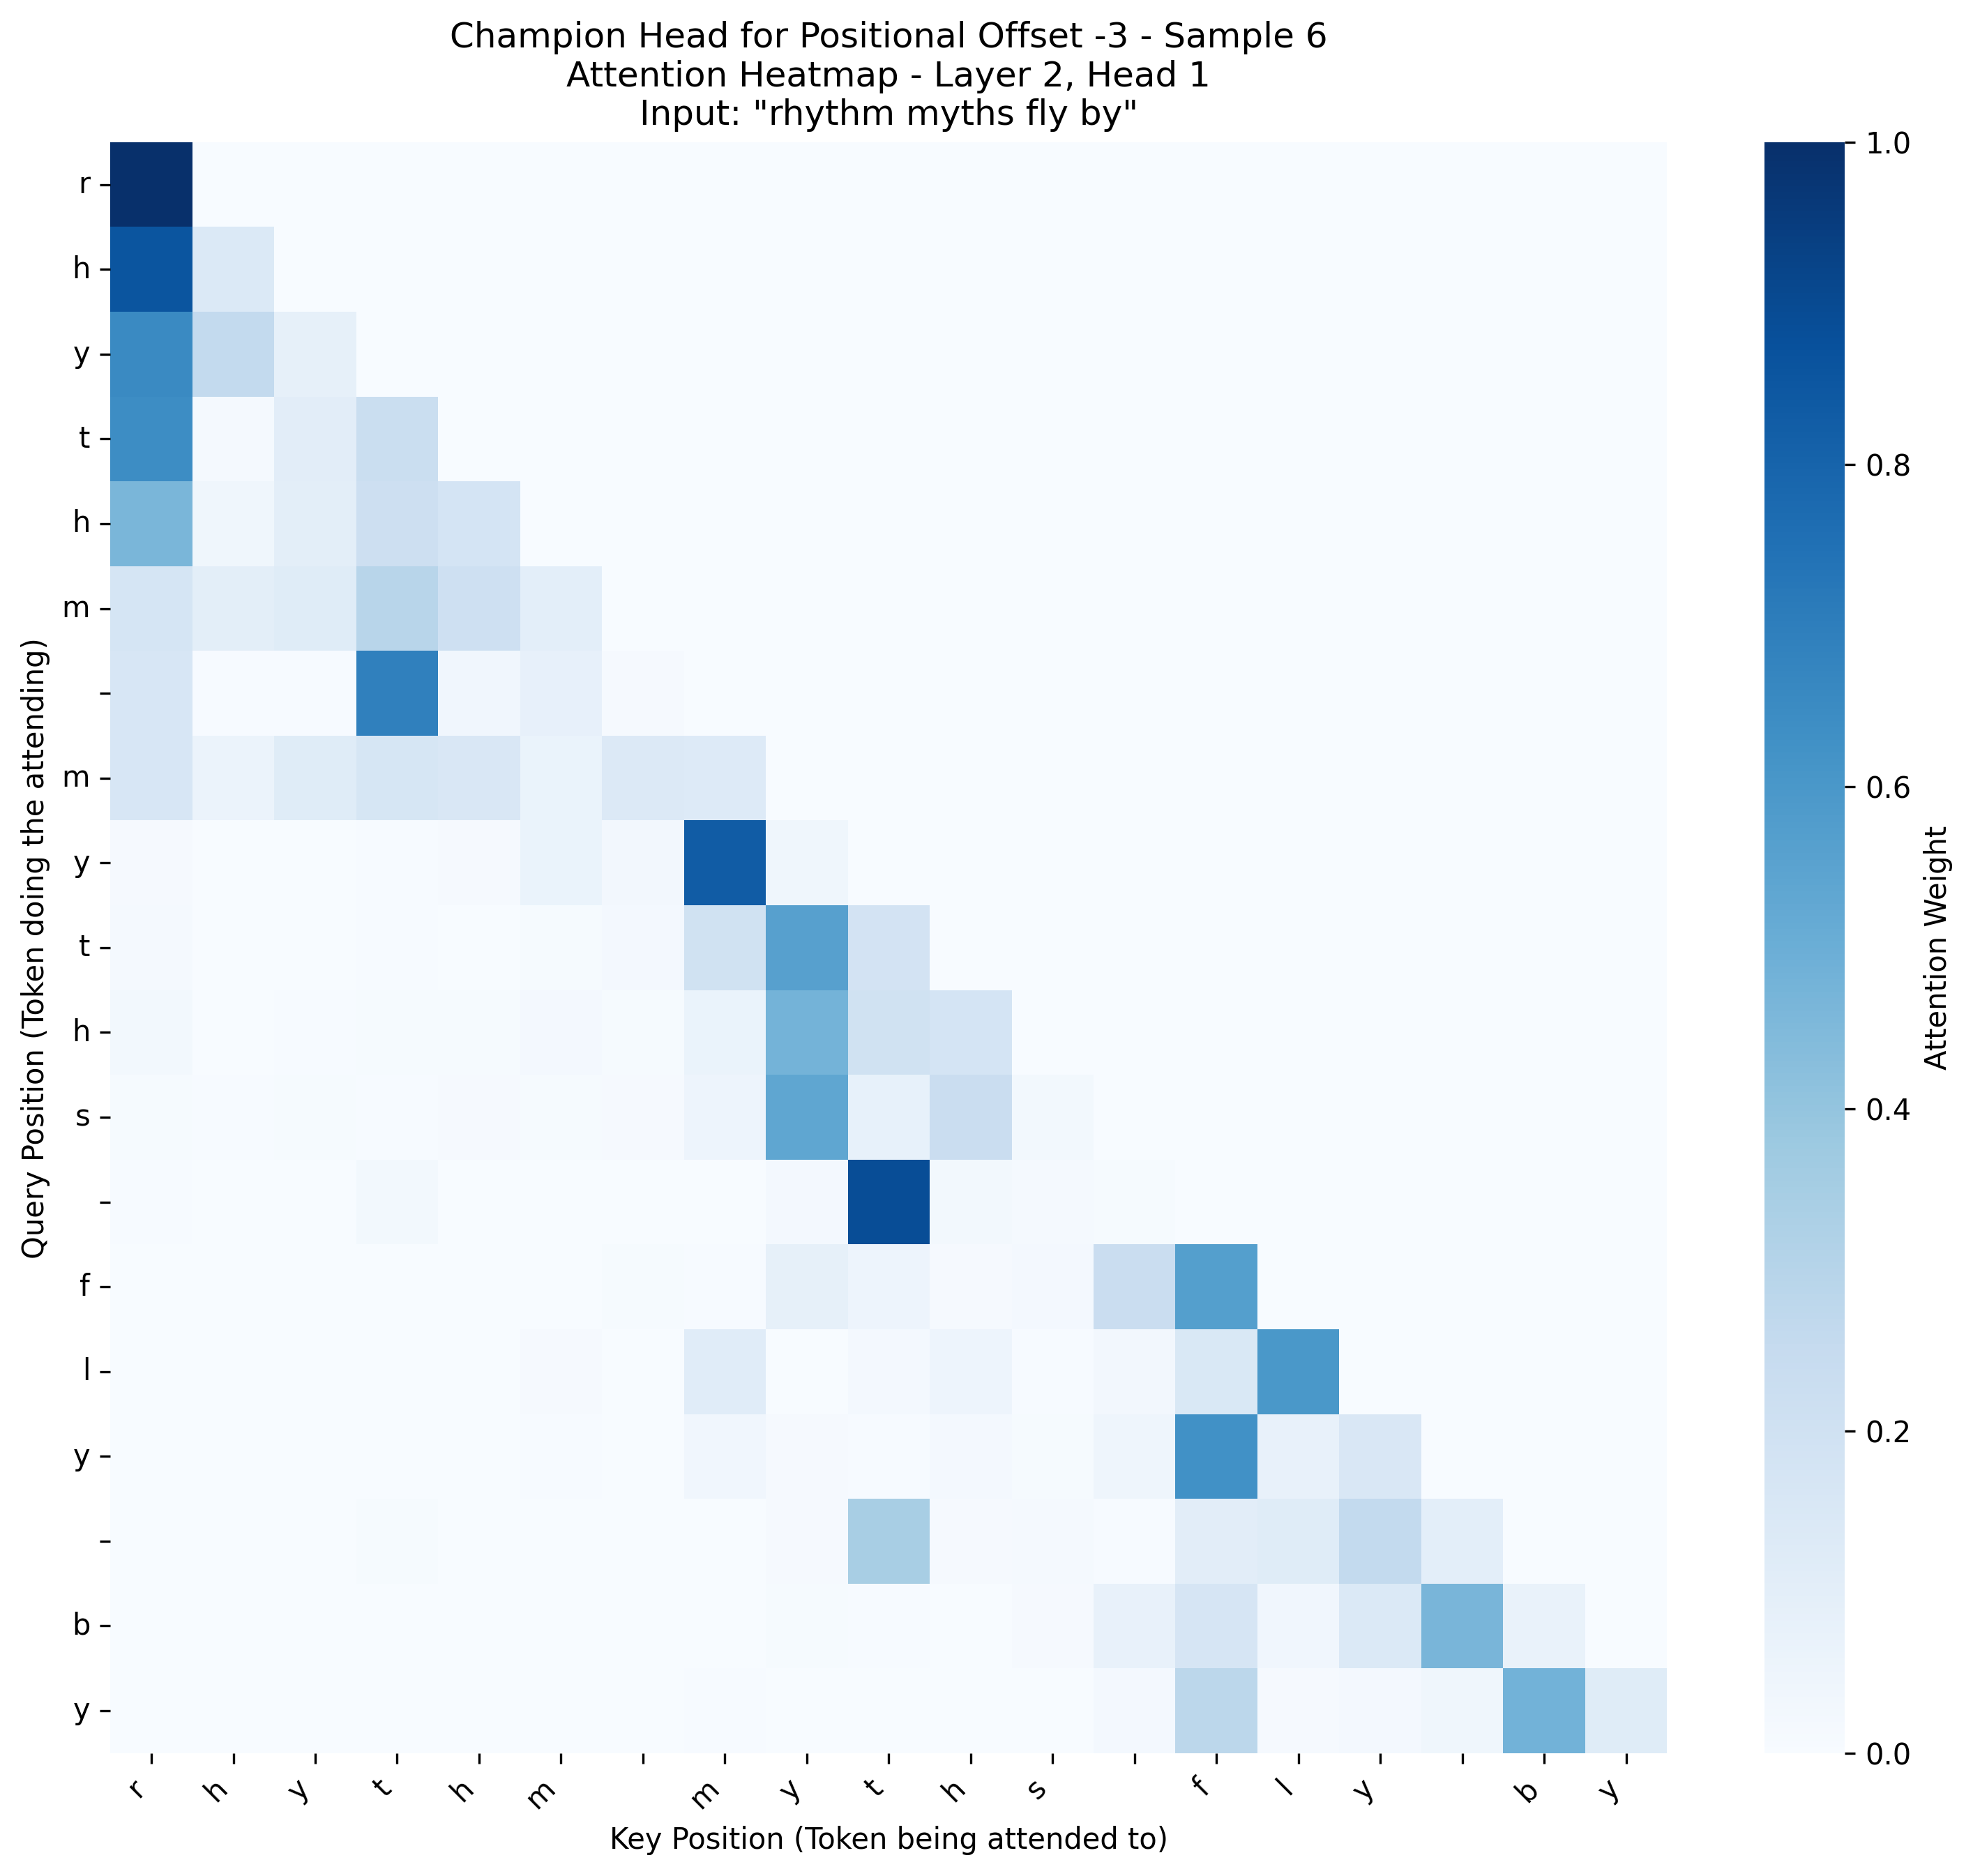 Champion Head for Positional Offset -3 - Sample 6
Attention Heatmap - Layer 2, Head 1
Input: "rhythm myths fly by"
Query Position (Token doing the attending)
r
h
y
t
h
m
m
y
t
h
s
f
l
y
b
y
r h y t h m m y t h s f l y b y
Key Position (Token being attended to)
1.0
0.8
0.6
0.4
0.2
0.0
Attention Weight